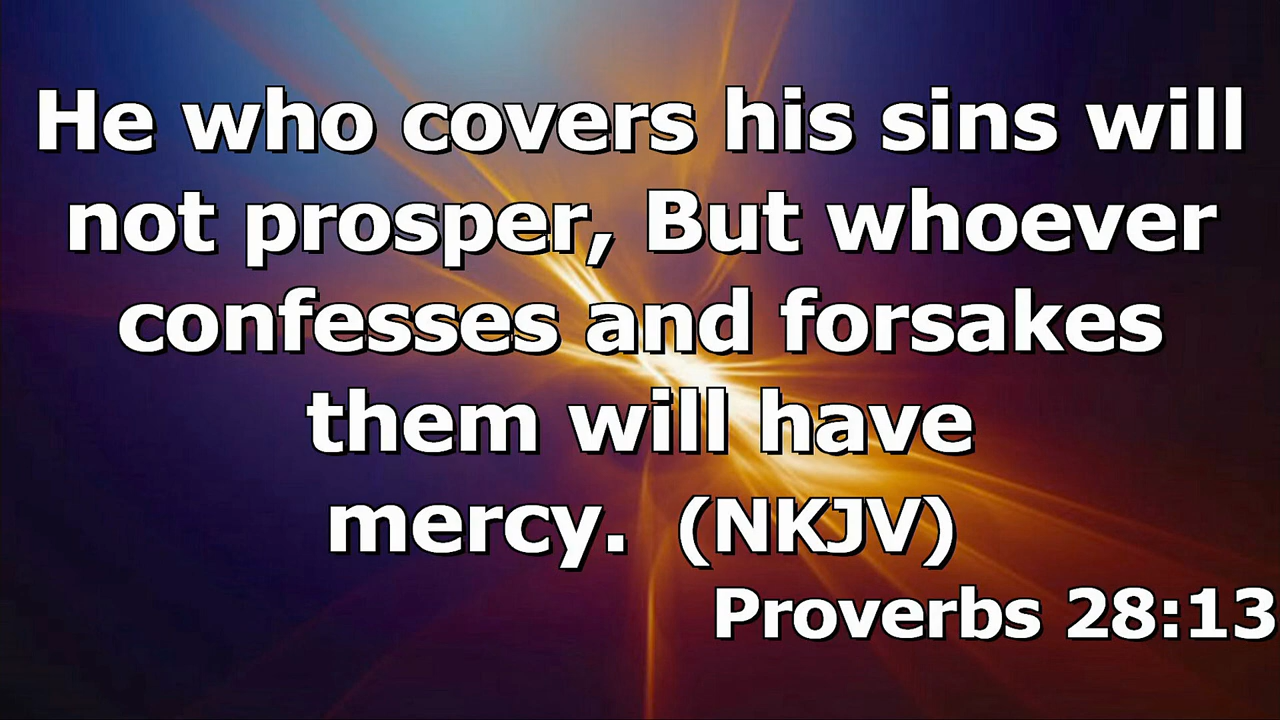 He who covers his sins will
not prosper, But whoever
confesses and forsakes
them will have
mercy. (NKJV)
Proverbs 28:13